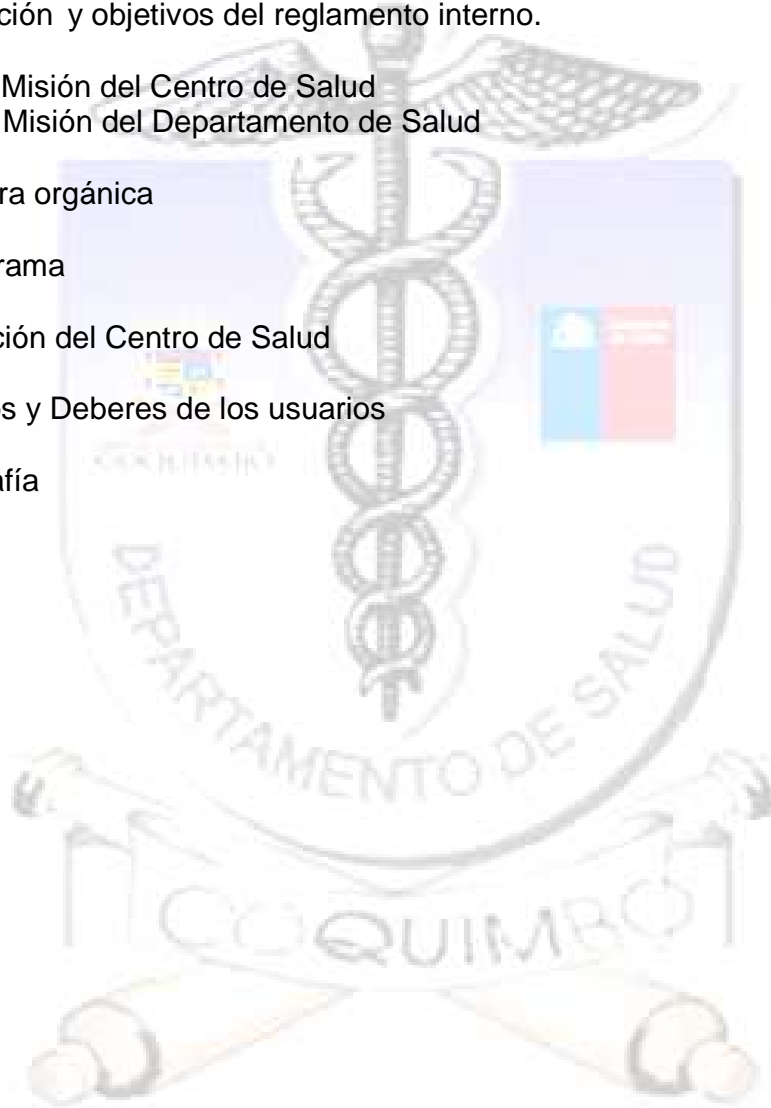 ción y objetivos del reglamento interno.
Misión del Centro de Salud
Misión del Departamento de Salud
ra orgánica
rama
ción del Centro de Salud
s y Deberes de los usuarios
afía
COQUIMBO
DEPARTAMENTO DE SALUD
COQUIMBO